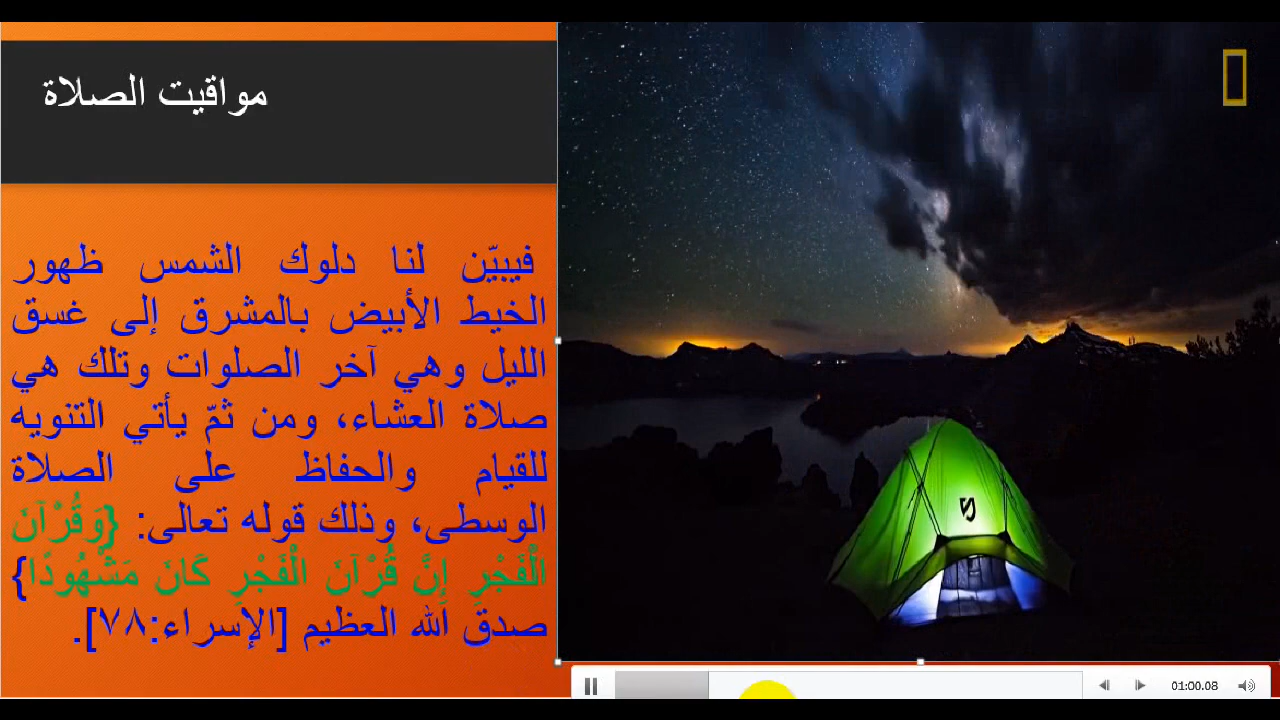 مواقيت الصلاة
فيبيّن لنا دلوك الشمس ظهور
الخيط الأبيض بالمشرق إلى غسق
الليل وهي آخر الصلوات وتلك هي
صلاة العشاء، ومن ثمّ يأتي التنويه
للقيام والحفاظ على الصلاة
الوسطى، وذلك قوله تعالى: {وَقُرْآنَ
الْفَجْرِ إِنَّ قُرْآنَ الْفَجْرِ كَانَ مَشْهُودًا}
صدق الله العظيم [الإسراء:٧٨].
01:00.08